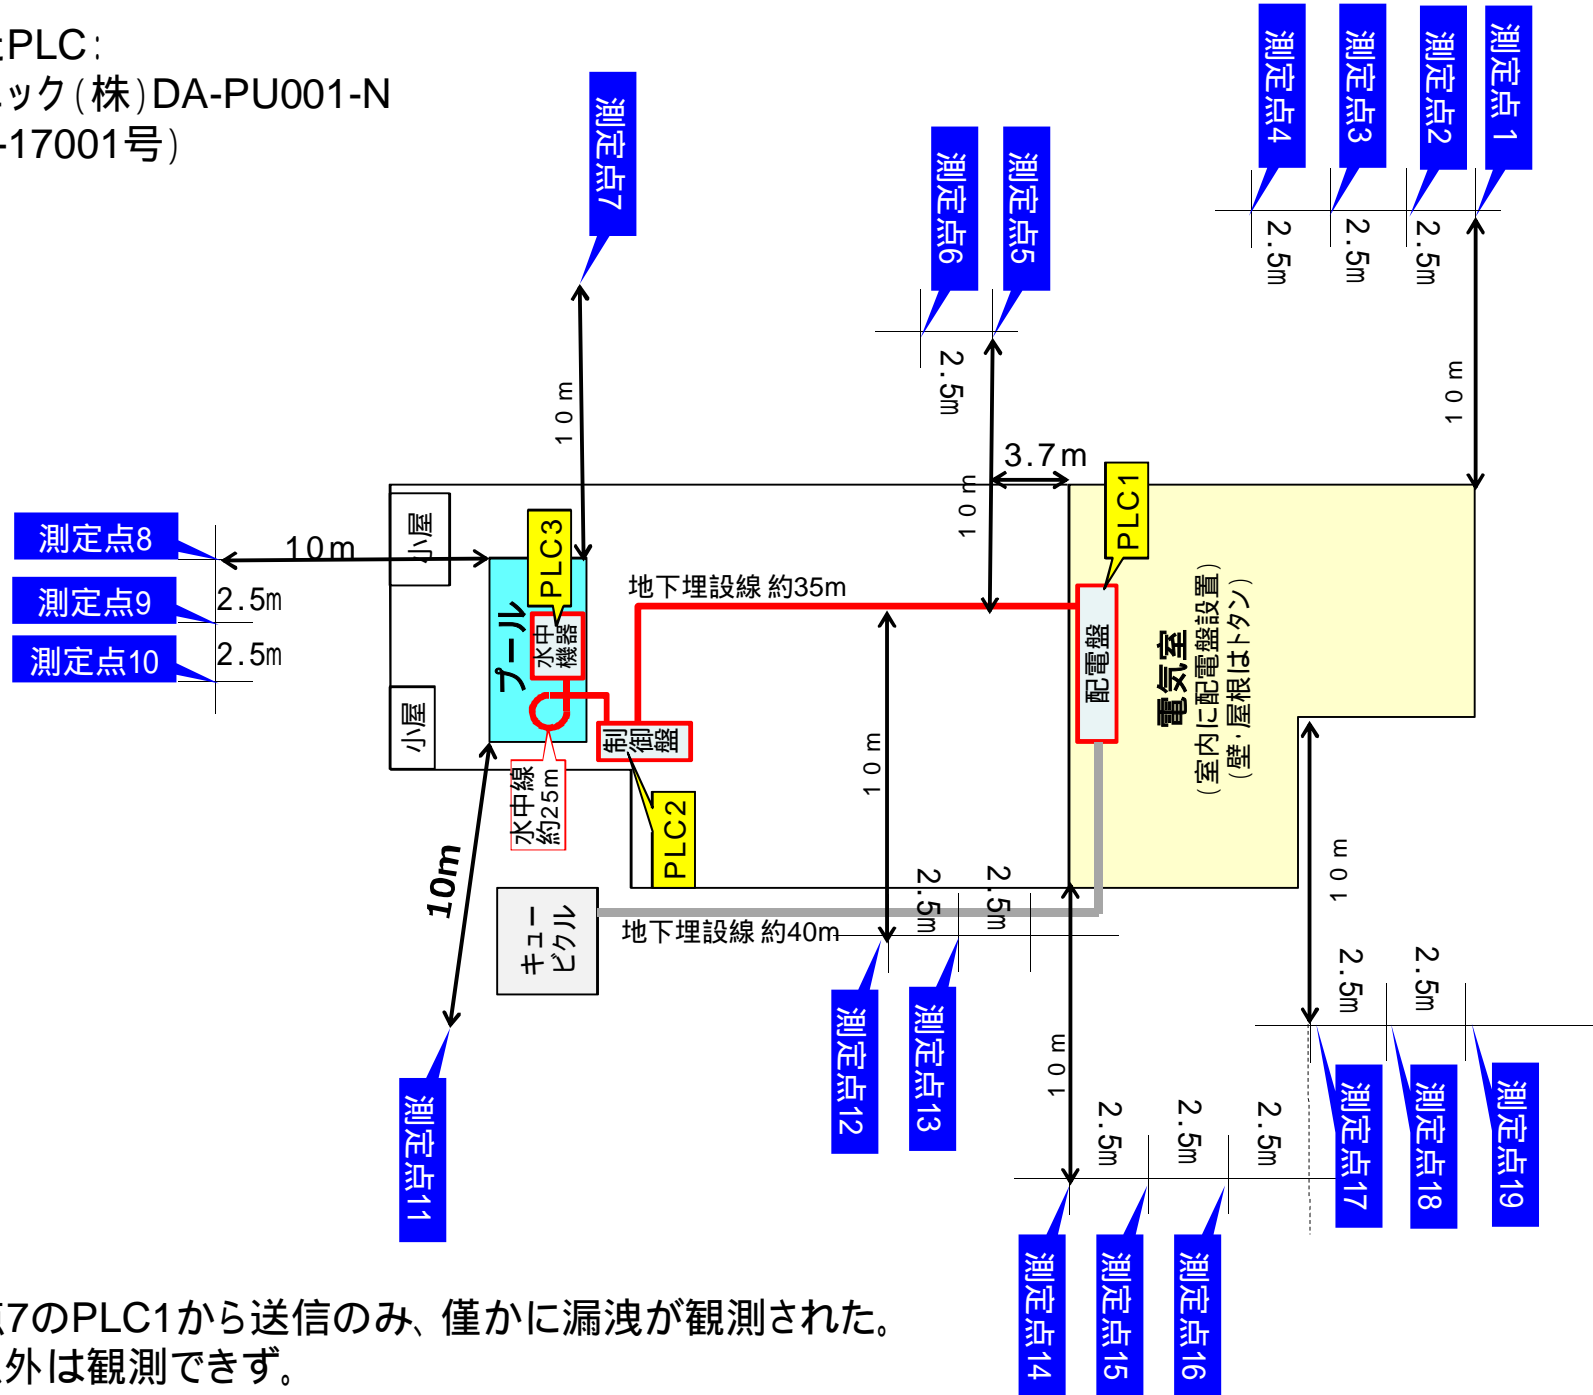 PLC:
ニック(株)DA-PU001-N
-17001号)
測定点7
測定点6
測定点5
測定点4
測定点3
測定点2
測定点 1
2.5m
2.5m
2.5m
2.5m
10m
10m
10m
3.7m
測定点8
測定点9
測定点10
10m
2.5m
2.5m
小屋
小屋
プール
水中
機器
PLC3
地下埋設線 約35m
PLC1
配電盤
電気室
(室内に配電盤設置)
(壁・屋根はトタン)
制御
盤
PLC2
水中線
約25m
10m
キュー
ビクル
地下埋設線 約40m
10m
2.5m
2.5m
10m
10m
2.5m
2.5m
2.5m
2.5m
2.5m
測定点11
測定点12
測定点13
測定点14
測定点15
測定点16
測定点17
測定点18
測定点19
点7のPLC1から送信のみ、僅かに漏洩が観測された。
外は観測できず。